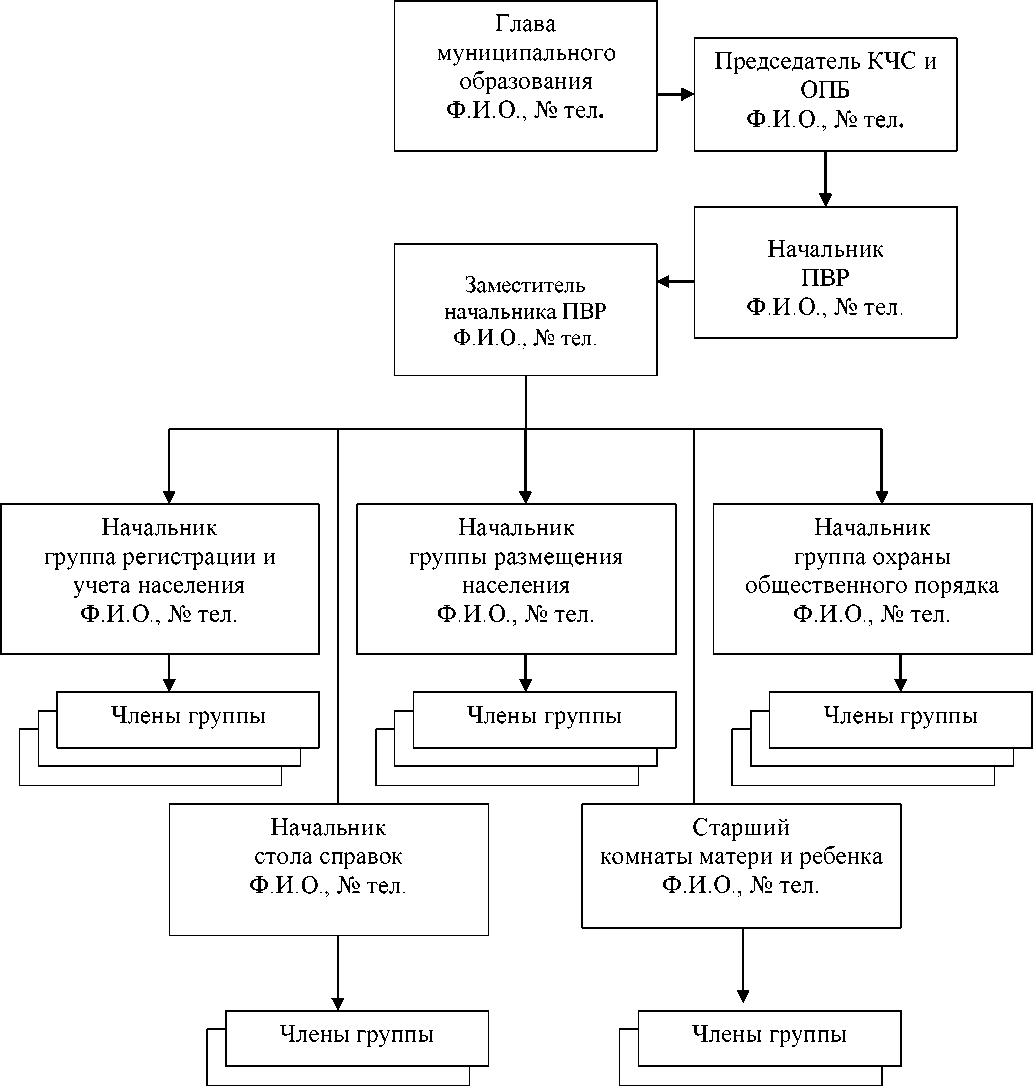 Глава
муниципального
образования
Ф.И.О., № тел.
Председатель КЧС и
ОПБ
Ф.И.О., № тел.
Начальник
ПВР
Ф.И.О., № тел.
Заместитель
начальника ПВР
Ф.И.О., № тел.
Начальник
группа регистрации и
учета населения
Ф.И.О., № тел.
Начальник
группы размещения
населения
Ф.И.О., № тел.
Начальник
группа охраны
общественного порядка
Ф.И.О., № тел.
Члены группы
Члены группы
Члены группы
Начальник
стола справок
Ф.И.О., № тел.
Старший
комнаты матери и ребенка
Ф.И.О., № тел.
Члены группы
Члены группы